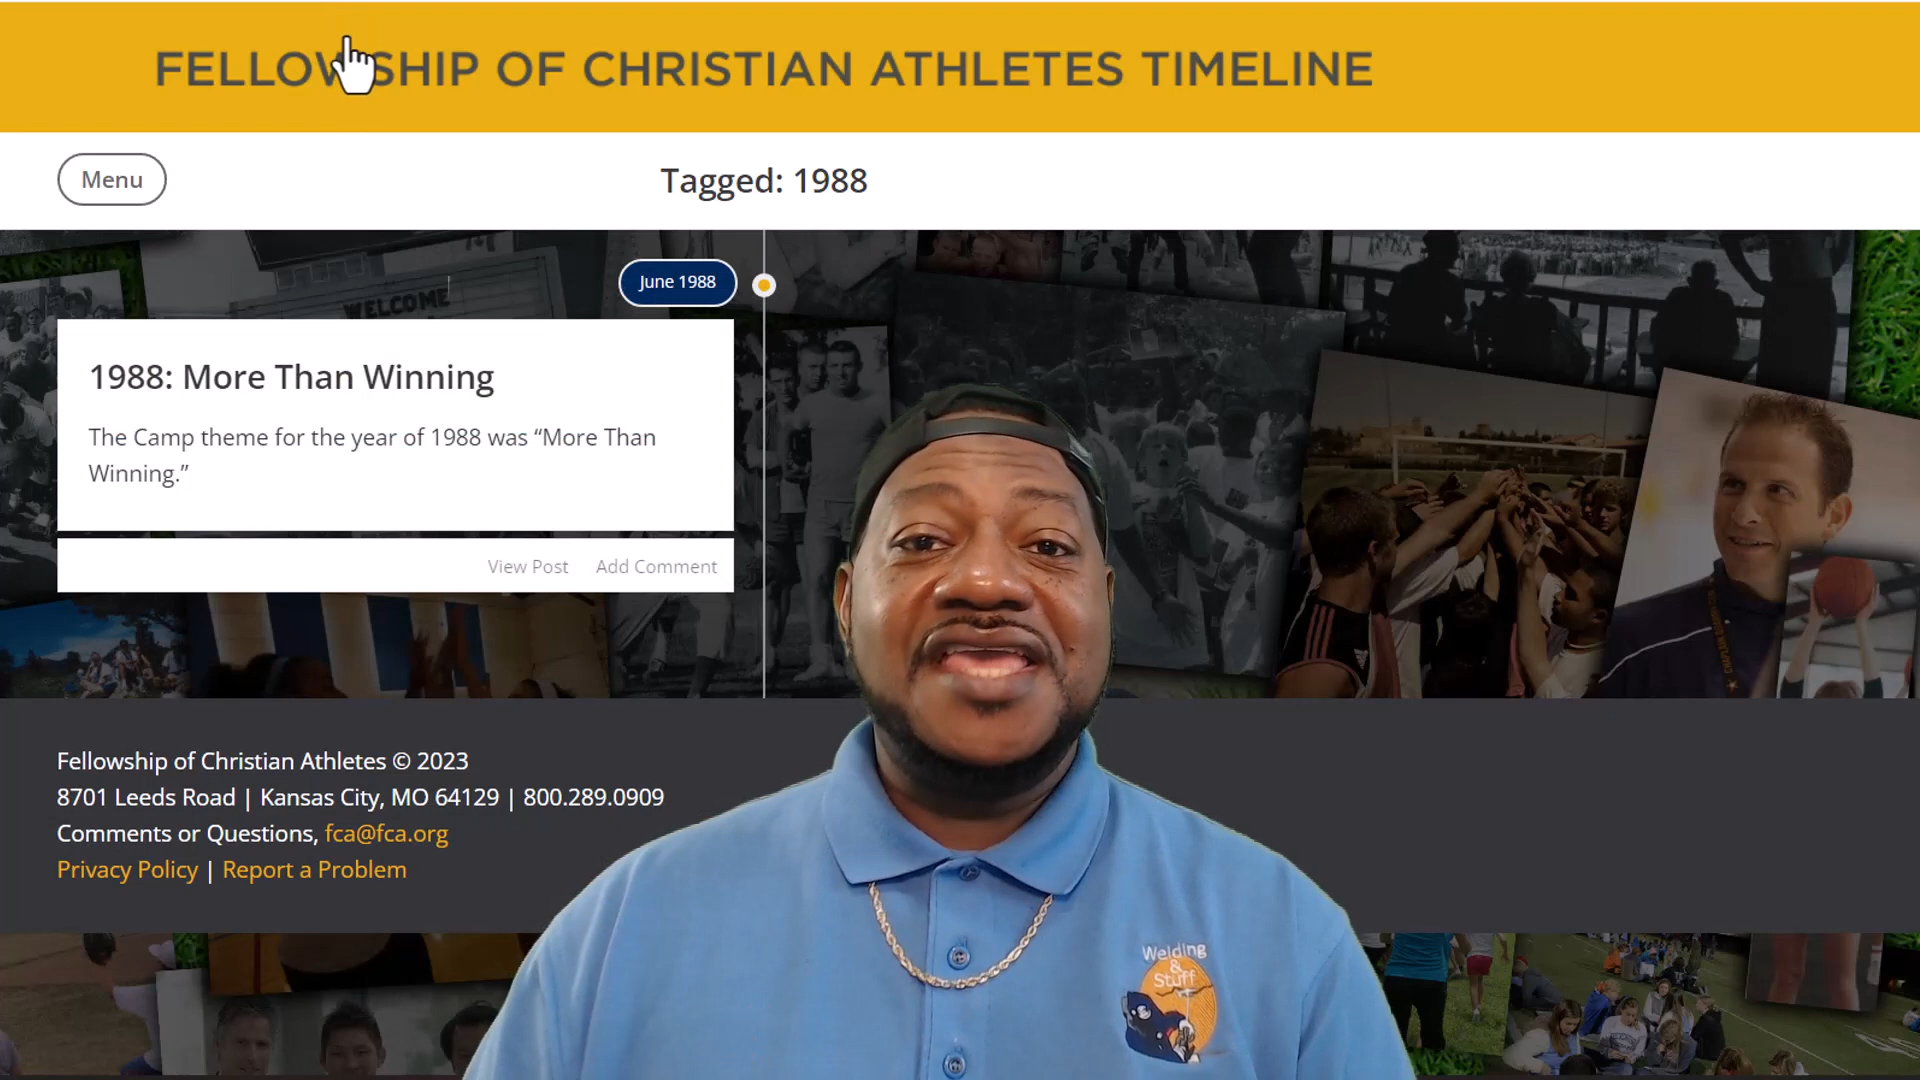 FELLOWSHIP OF CHRISTIAN ATHLETES TIMELINE
Menu
Tagged: 1988
June 1988
WELCOME
1988: More Than Winning
The Camp theme for the year of 1988 was “More Than
Winning.”
View Post
Add Comment
Fellowship of Christian Athletes © 2023
8701 Leeds Road | Kansas City, MO 64129 | 800.289.0909
Comments or Questions, fca@fca.org
Privacy Policy | Report a Problem
Welding
&
Stuff